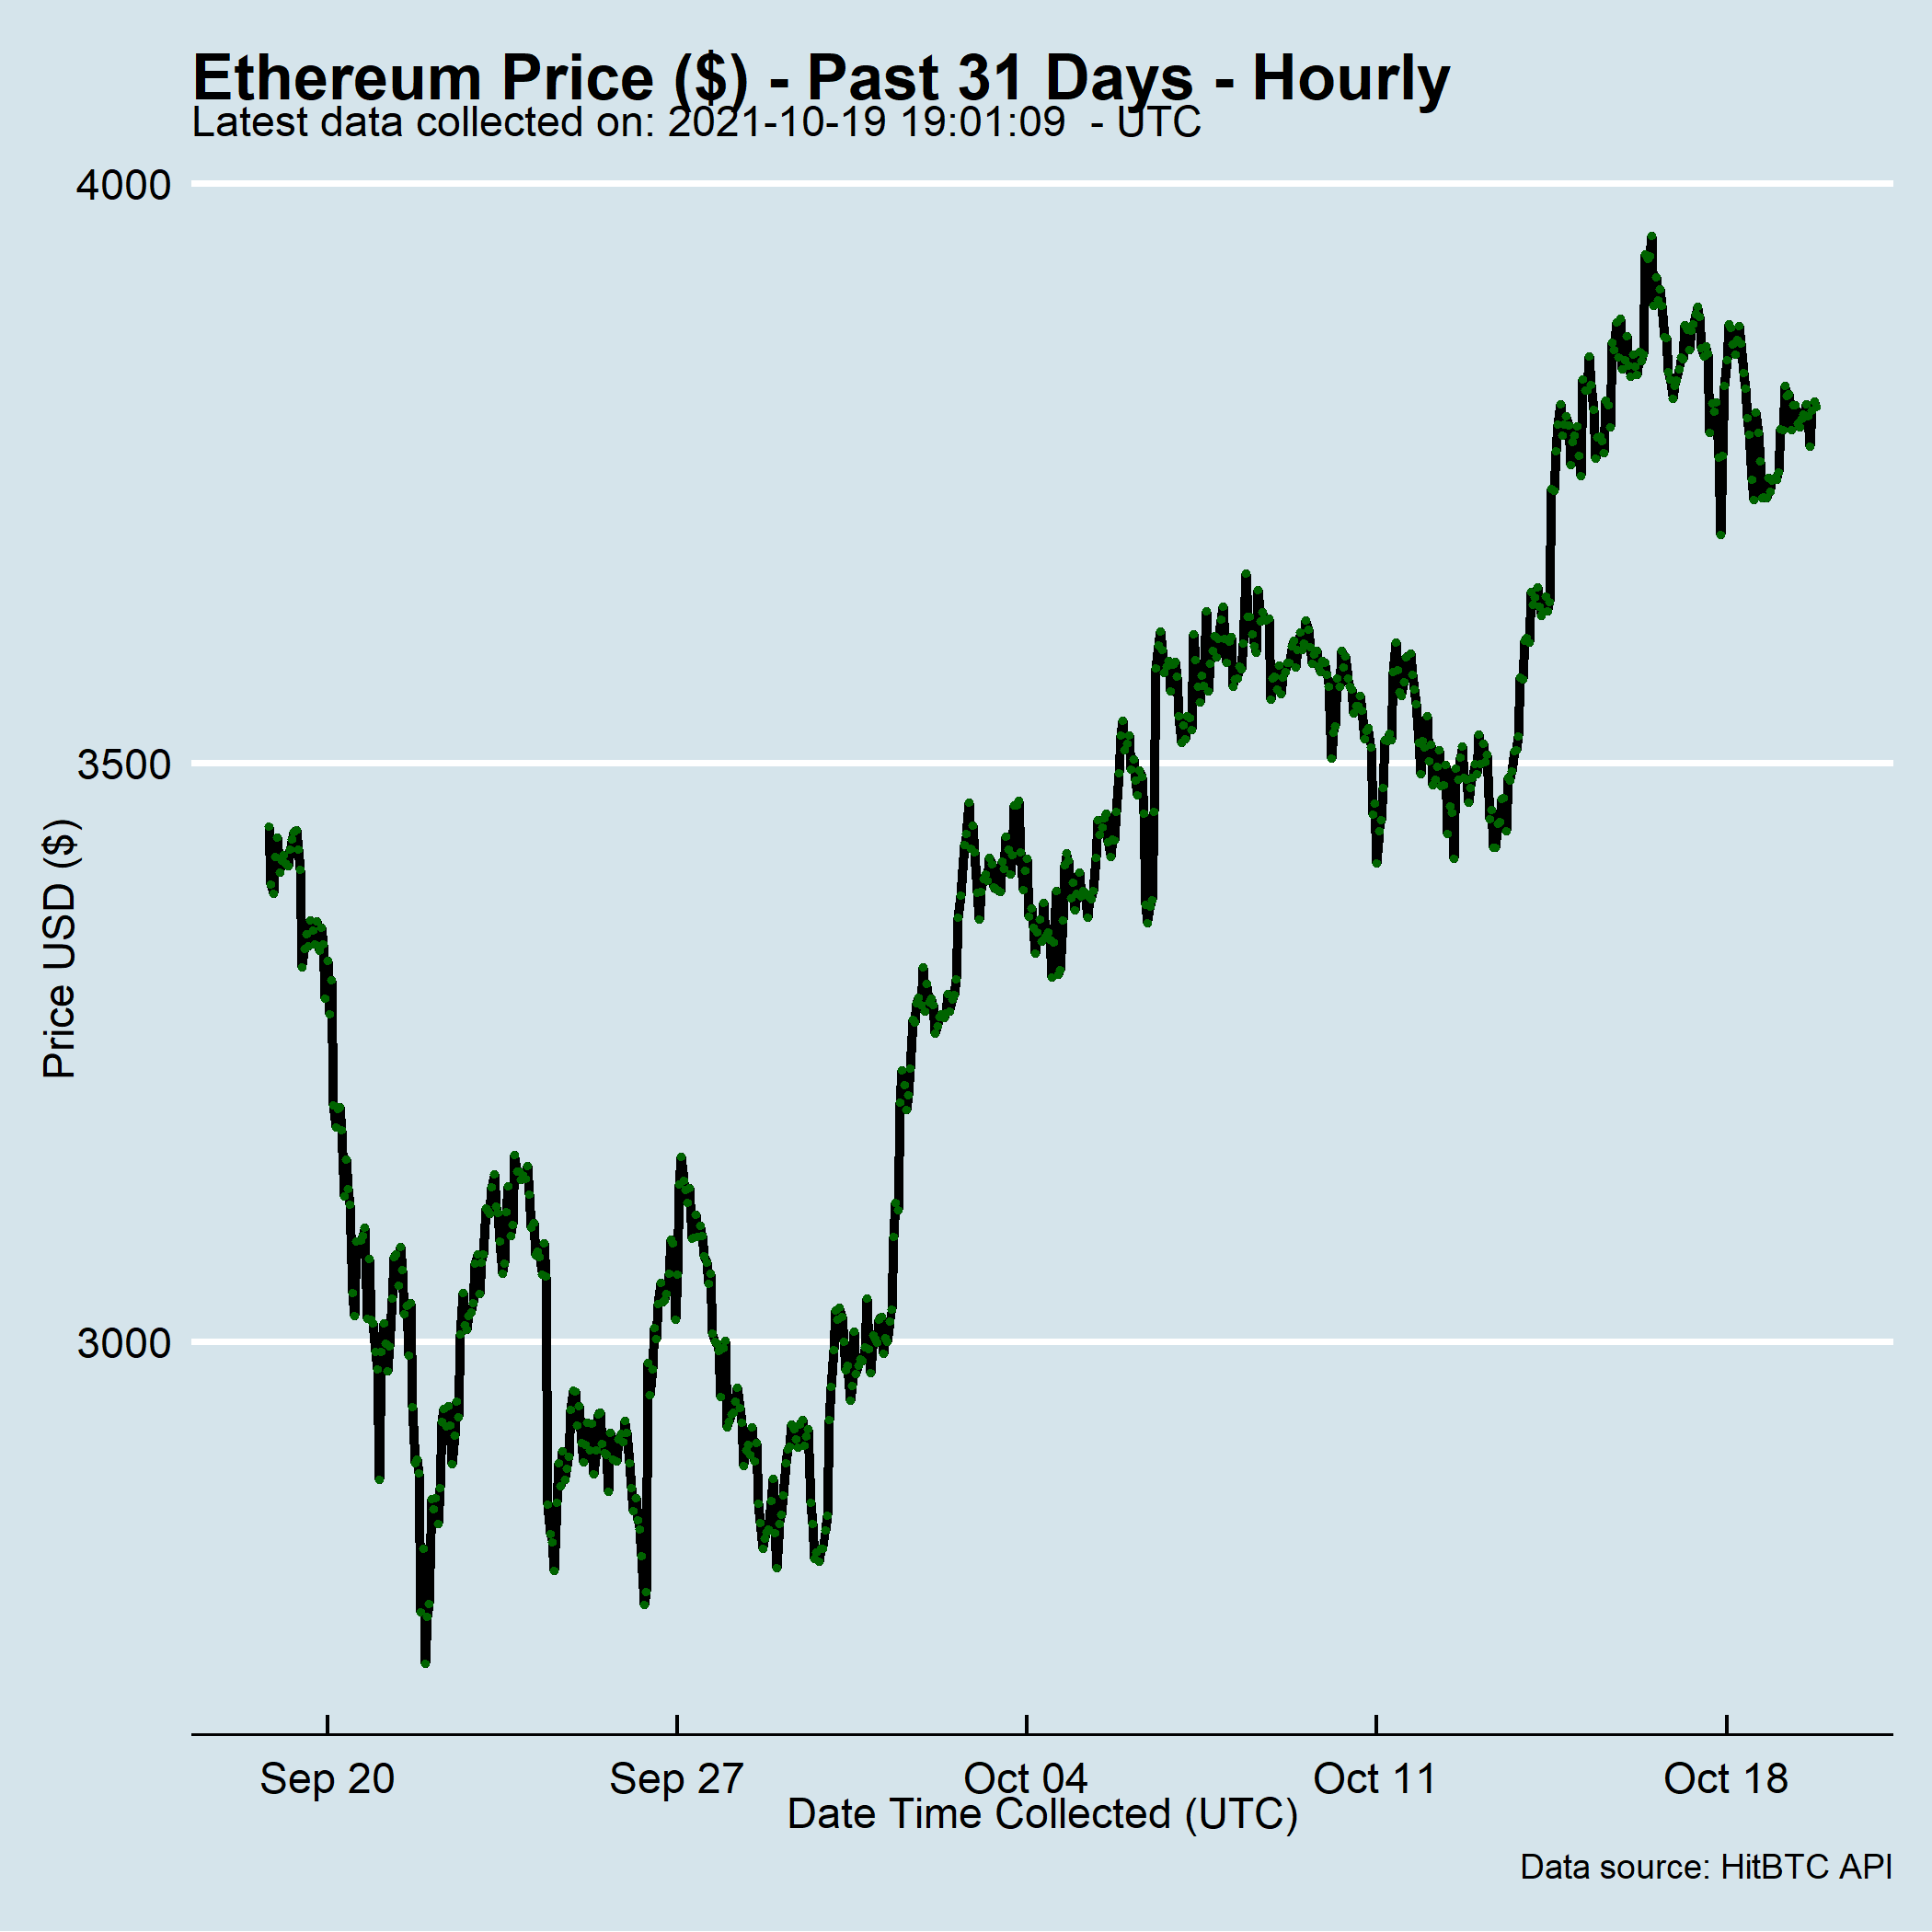 Ethereum Price ($) - Past 31 Days - Hourly
Latest data collected on: 2021-10-19 19:01:09  - UTC
4000
3500
3000
Price USD ($)
Sep 20 Sep 27 Oct 04 Oct 11 Oct 18
Date Time Collected (UTC)
Data source: HitBTC API